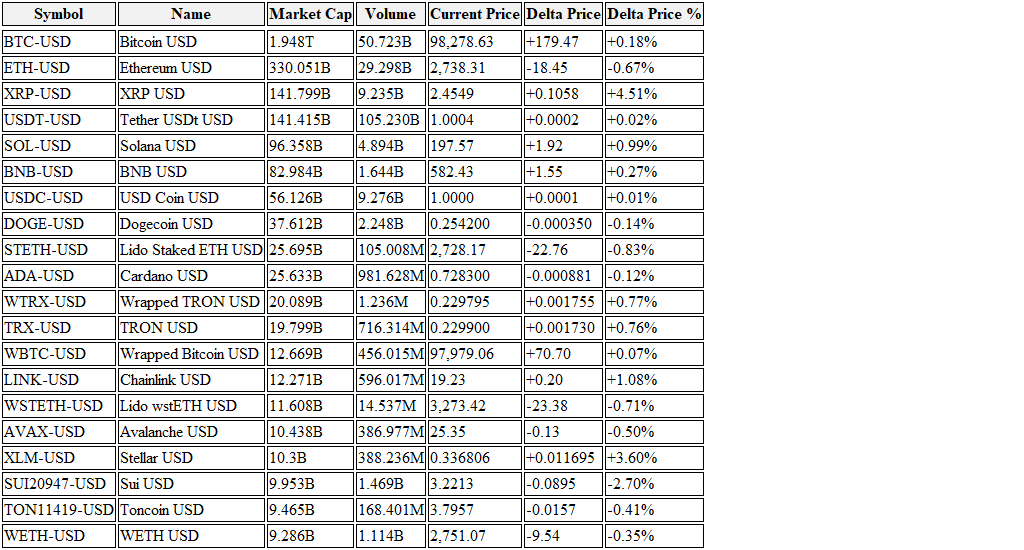 Symbol Name Market Cap Volume Current Price Delta Price Delta Price %
BTC-USD Bitcoin USD 1.948T 50.723B 98,278.63 +179.47 +0.18%
ETH-USD Ethereum USD 330.051B 29.298B 2,738.31 -18.45 -0.67%
XRP-USD XRP USD 141.799B 9.235B 2.4549 +0.1058 +4.51%
USDT-USD Tether USDt USD 141.415B 105.230B 1.0004 +0.0002 +0.02%
SOL-USD Solana USD 96.358B 4.894B 197.57 +1.92 +0.99%
BNB-USD BNB USD 82.984B 1.644B 582.43 +1.55 +0.27%
USDC-USD USD Coin USD 56.126B 9.276B 1.0000 +0.0001 +0.01%
DOGE-USD Dogecoin USD 37.612B 2.248B 0.254200 -0.000350 -0.14%
STETH-USD Lido Staked ETH USD 25.695B 105.008M 2,728.17 -22.76 -0.83%
ADA-USD Cardano USD 25.633B 981.628M 0.728300 -0.000881 -0.12%
WTRX-USD Wrapped TRON USD 20.089B 1.236M 0.229795 +0.001755 +0.77%
TRX-USD TRON USD 19.799B 716.314M 0.229900 +0.001730 +0.76%
WBTC-USD Wrapped Bitcoin USD 12.669B 456.015M 97,979.06 +70.70 +0.07%
LINK-USD Chainlink USD 12.271B 596.017M 19.23 +0.20 +1.08%
WSTETH-USD Lido wstETH USD 11.608B 14.537M 3,273.42 -23.38 -0.71%
AVAX-USD Avalanche USD 10.438B 386.977M 25.35 -0.13 -0.50%
XLM-USD Stellar USD 10.3B 388.236M 0.336806 +0.011695 +3.60%
SUI20947-USD Sui USD 9.953B 1.469B 3.2213 -0.0895 -2.70%
TON11419-USD Toncoin USD 9.465B 168.401M 3.7957 -0.0157 -0.41%
WETH-USD WETH USD 9.286B 1.114B 2,751.07 -9.54 -0.35%